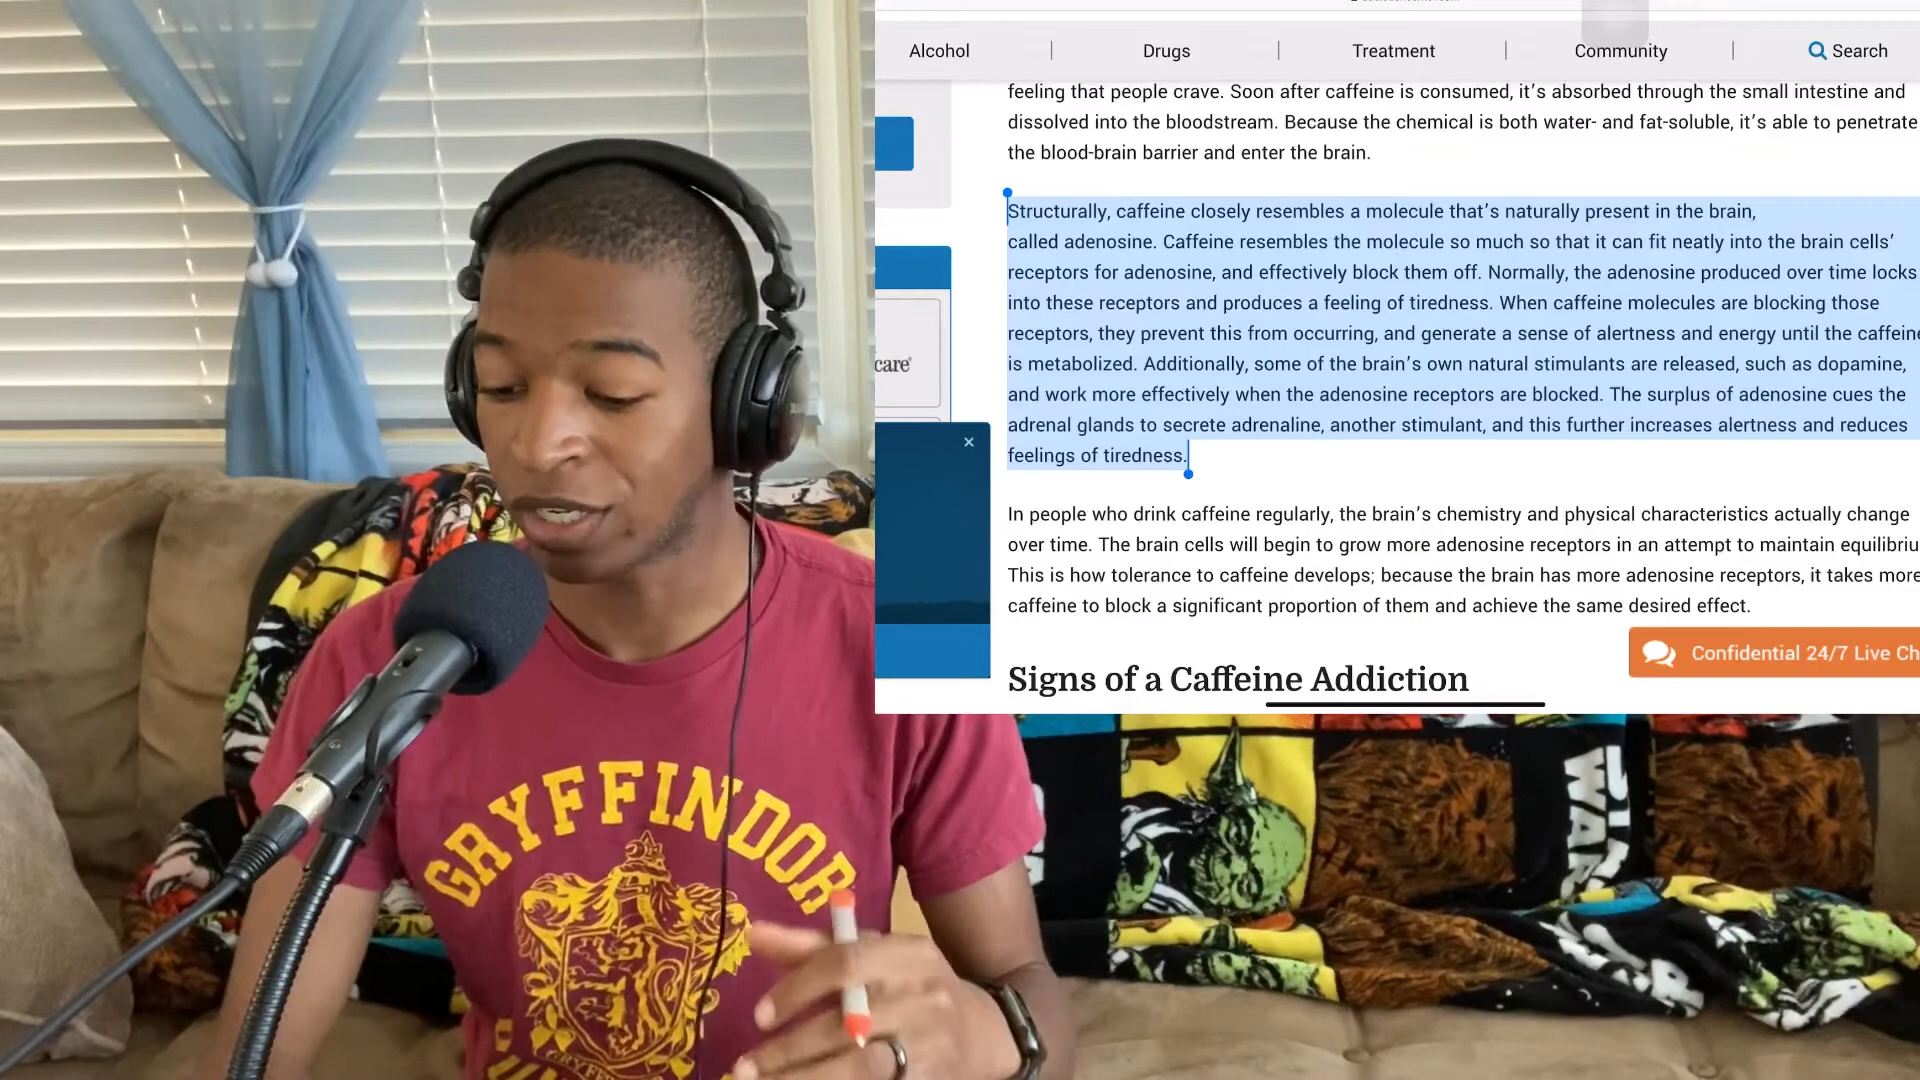 Alcohol
Drugs
Treatment
Community
Search
feeling that people crave. Soon after caffeine is consumed, it’s absorbed through the small intestine and
dissolved into the bloodstream. Because the chemical is both water- and fat-soluble, it’s able to penetrate
the blood-brain barrier and enter the brain.
Structurally, caffeine closely resembles a molecule that’s naturally present in the brain,
called adenosine. Caffeine resembles the molecule so much so that it can fit neatly into the brain cells’
receptors for adenosine, and effectively block them off. Normally, the adenosine produced over time locks
into these receptors and produces a feeling of tiredness. When caffeine molecules are blocking those
receptors, they prevent this from occurring, and generate a sense of alertness and energy until the caffeine
is metabolized. Additionally, some of the brain’s own natural stimulants are released, such as dopamine,
and work more effectively when the adenosine receptors are blocked. The surplus of adenosine cues the
adrenal glands to secrete adrenaline, another stimulant, and this further increases alertness and reduces
feelings of tiredness.
In people who drink caffeine regularly, the brain’s chemistry and physical characteristics actually change
over time. The brain cells will begin to grow more adenosine receptors in an attempt to maintain equilibriu
This is how tolerance to caffeine develops; because the brain has more adenosine receptors, it takes more
caffeine to block a significant proportion of them and achieve the same desired effect.
Signs of a Caffeine Addiction
Confidential 24/7 Live Ch
care
GRYFFINDOR
STAR
WARS